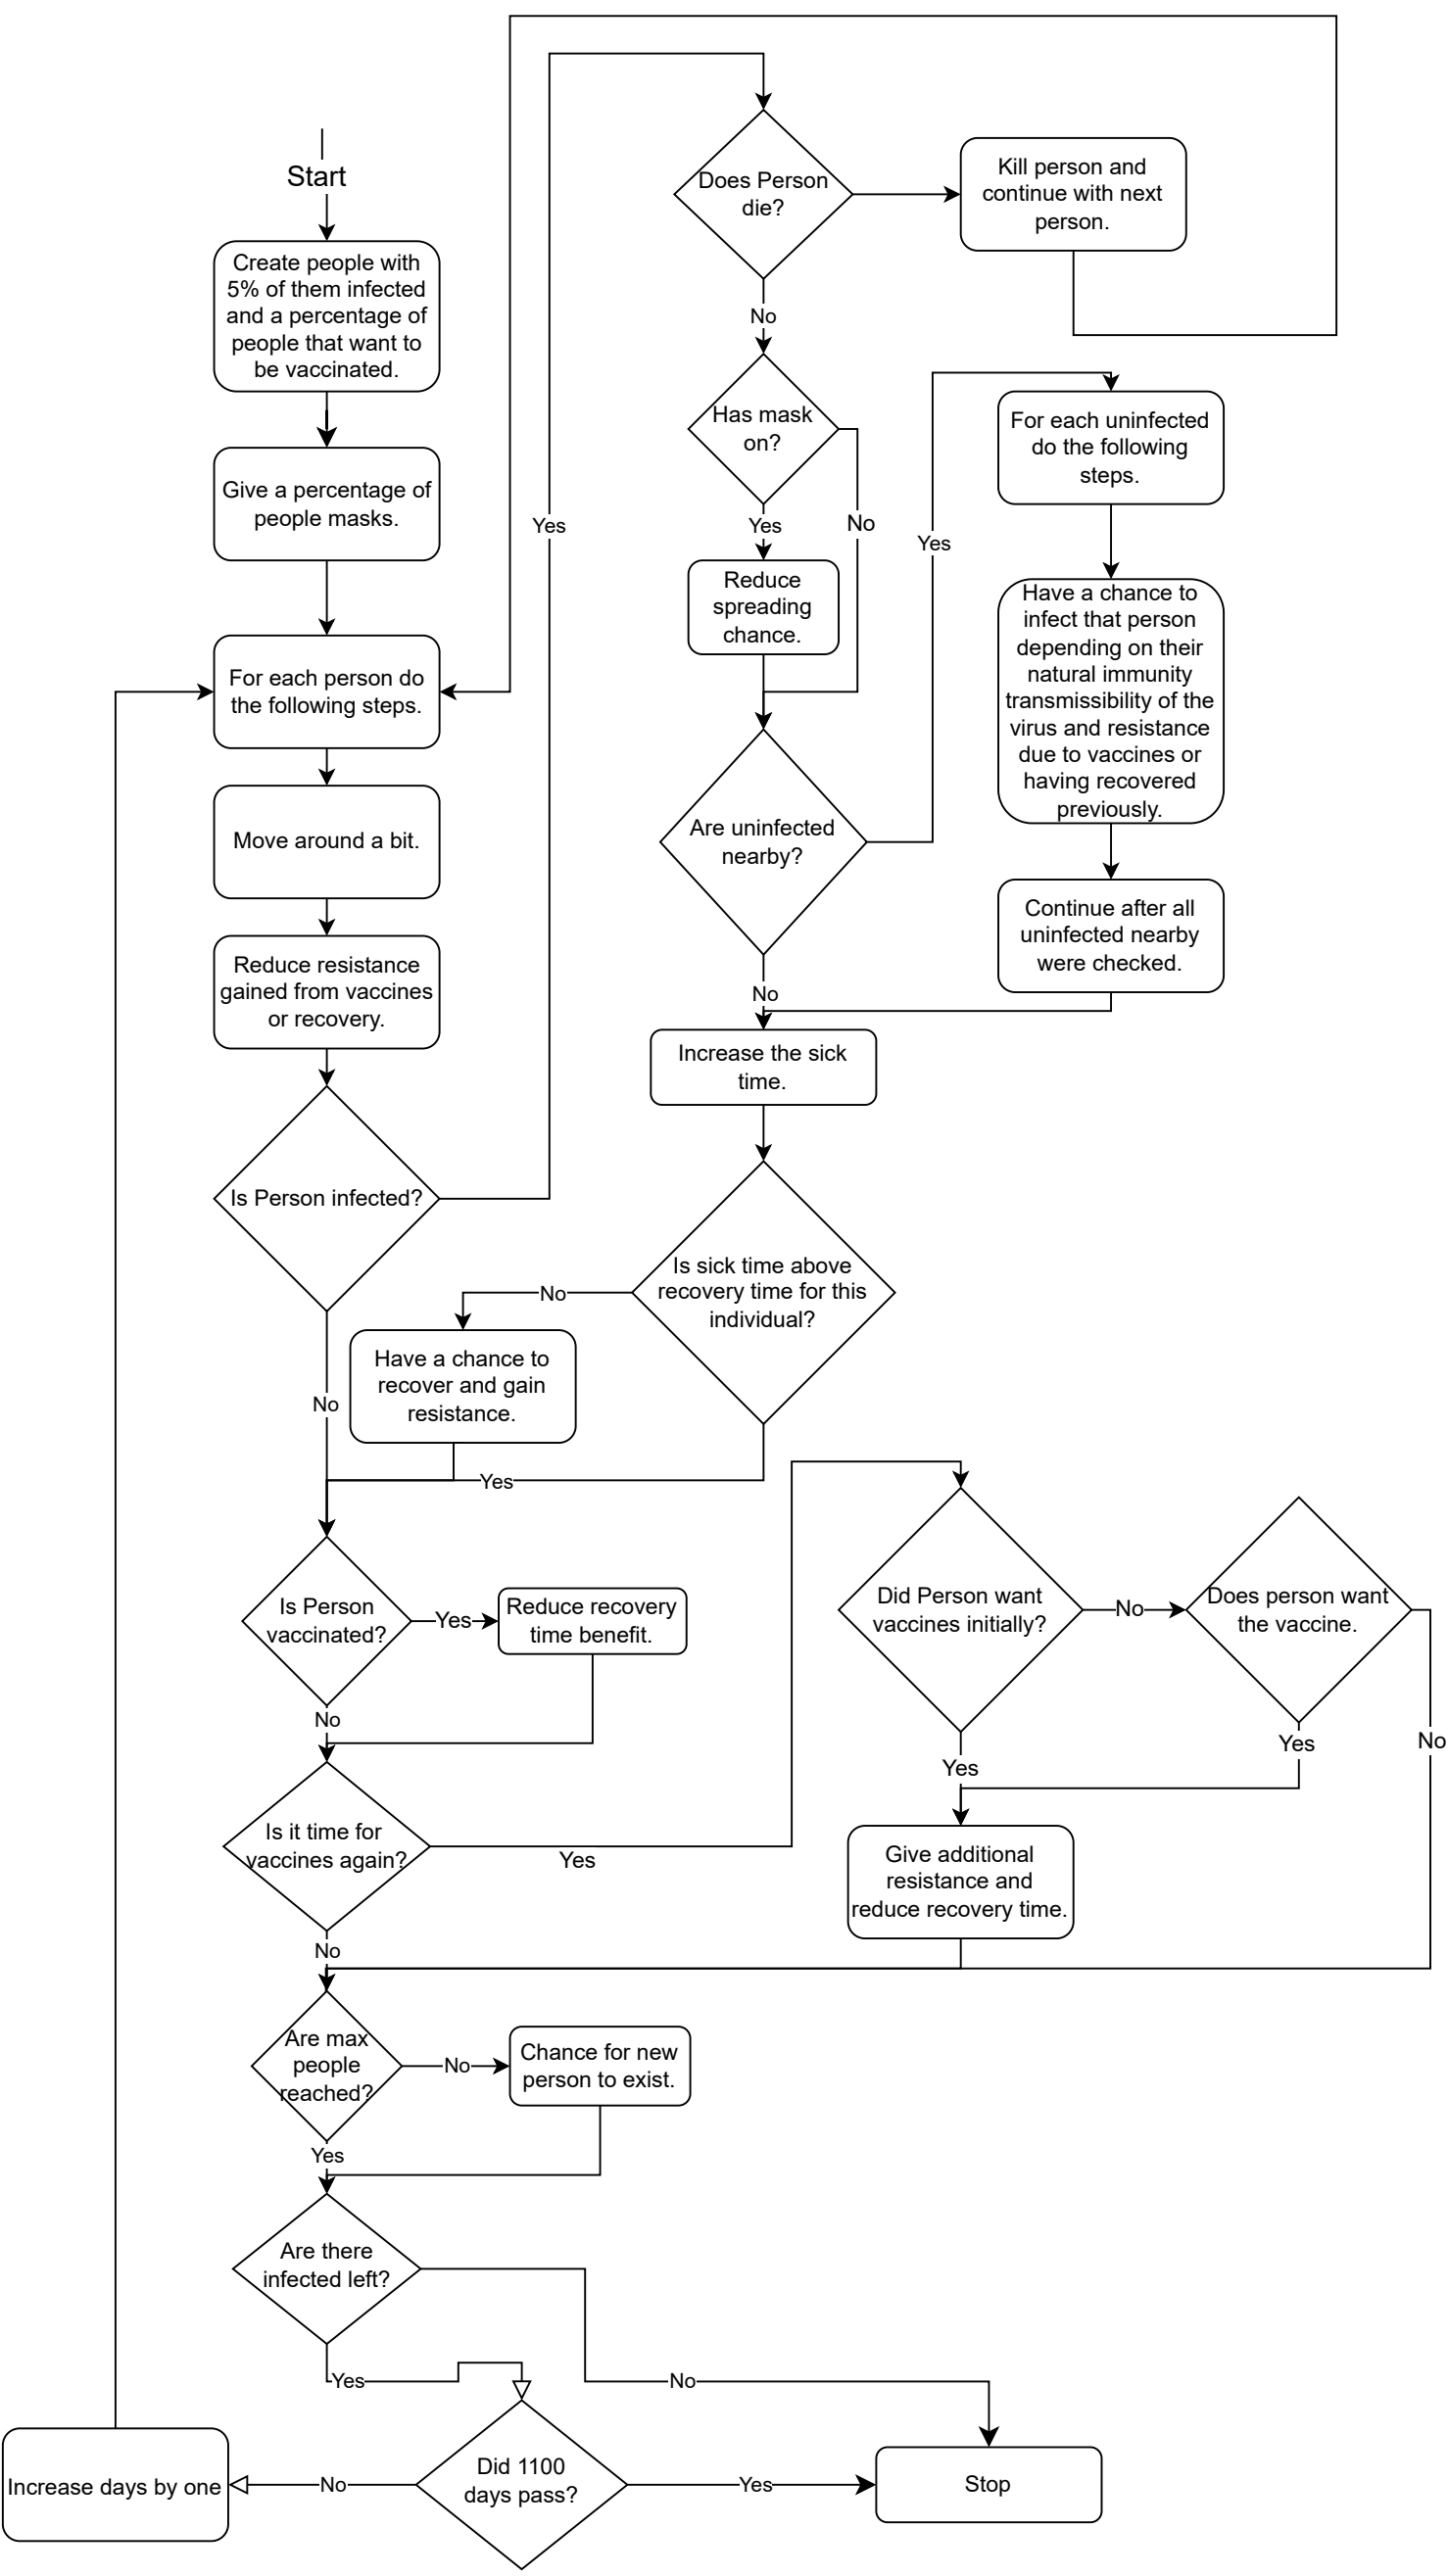 Start
Create people with
5% of them infected
and a percentage of
people that want to
be vaccinated.
Give a percentage of
people masks.
For each person do
the following steps.
Move around a bit.
Reduce resistance
gained from vaccines
or recovery.
Is Person infected?
Yes
No
Does Person
die?
Kill person and
continue with next
person.
No
Has mask
on?
Yes
No
Reduce
spreading
chance.
Are uninfected
nearby?
Yes
For each uninfected
do the following
steps.
Have a chance to
infect that person
depending on their
natural immunity
transmissibility of the
virus and resistance
due to vaccines or
having recovered
previously.
Continue after all
uninfected nearby
were checked.
No
Increase the sick
time.
Is sick time above
recovery time for this
individual?
No
Have a chance to
recover and gain
resistance.
Yes
Is Person
vaccinated?
Yes
Reduce recovery
time benefit.
No
Is it time for
vaccines again?
Yes
Did Person want
vaccines initially?
No
Does person want
the vaccine.
Yes
Yes
No
Give additional
resistance and
reduce recovery time.
No
Are max
people
reached?
No
Chance for new
person to exist.
Yes
Are there
infected left?
Yes
No
Did 1100
days pass?
No
Increase days by one
Yes
Stop